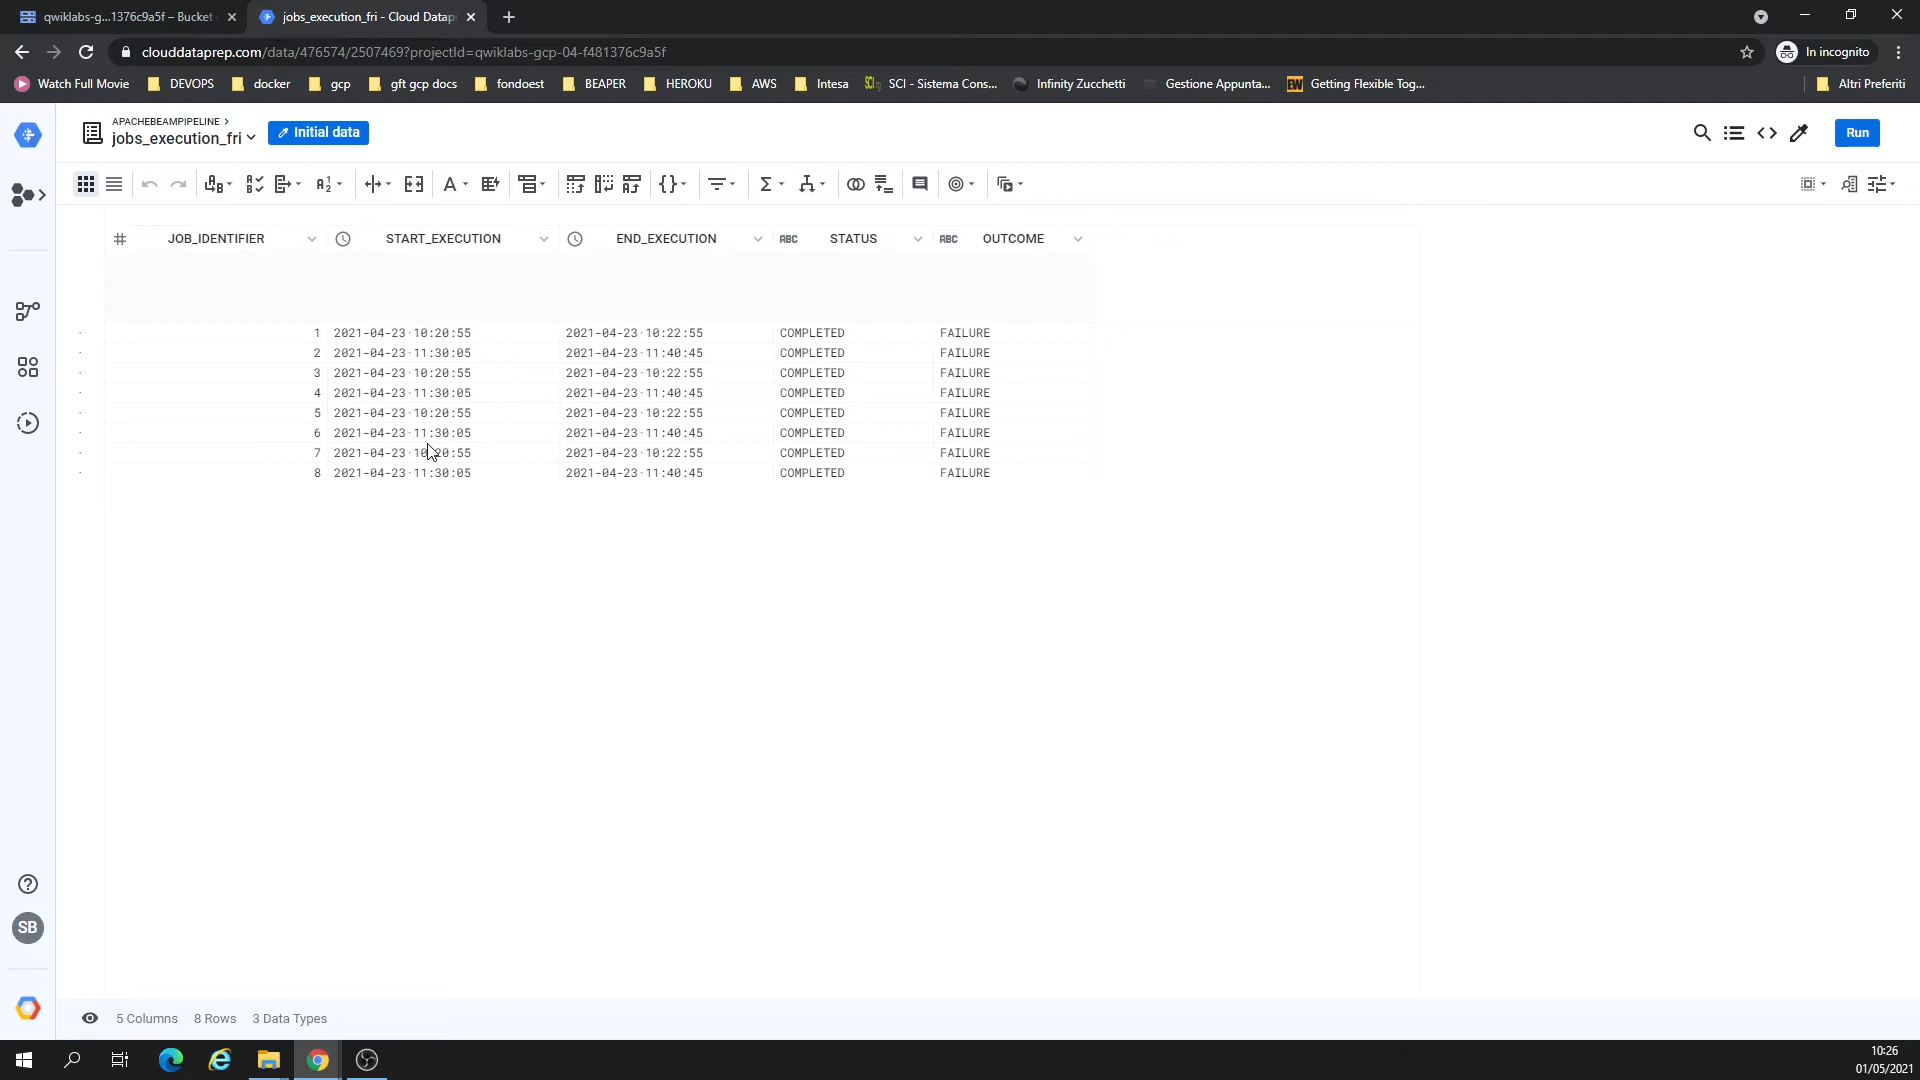 qwiklabs-g...1376c9a5f – Bucket
jobs_execution_fri - Cloud Datap
clouddataprep.com/data/476574/2507469?projectId=qwiklabs-gcp-04-f481376c9a5f
In incognito
Watch Full Movie DEVOPS docker gcp gft gcp docs fondoest BEAPER HEROKU AWS Intesa SCI - Sistema Cons... Infinity Zucchetti Gestione Appunta... Getting Flexible Tog... Altri Preferiti
APACHEBEAMPIPELINE >
jobs_execution_fri
Initial data
Run
# JOB_IDENTIFIER START_EXECUTION END_EXECUTION ABC STATUS ABC OUTCOME
1 2021-04-23·10:20:55 2021-04-23·10:22:55 COMPLETED FAILURE
2 2021-04-23·11:30:05 2021-04-23·11:40:45 COMPLETED FAILURE
3 2021-04-23·10:20:55 2021-04-23·10:22:55 COMPLETED FAILURE
4 2021-04-23·11:30:05 2021-04-23·11:40:45 COMPLETED FAILURE
5 2021-04-23·10:20:55 2021-04-23·10:22:55 COMPLETED FAILURE
6 2021-04-23·11:30:05 2021-04-23·11:40:45 COMPLETED FAILURE
7 2021-04-23·10:20:55 2021-04-23·10:22:55 COMPLETED FAILURE
8 2021-04-23·11:30:05 2021-04-23·11:40:45 COMPLETED FAILURE
SB
5 Columns 8 Rows 3 Data Types
10:26
01/05/2021